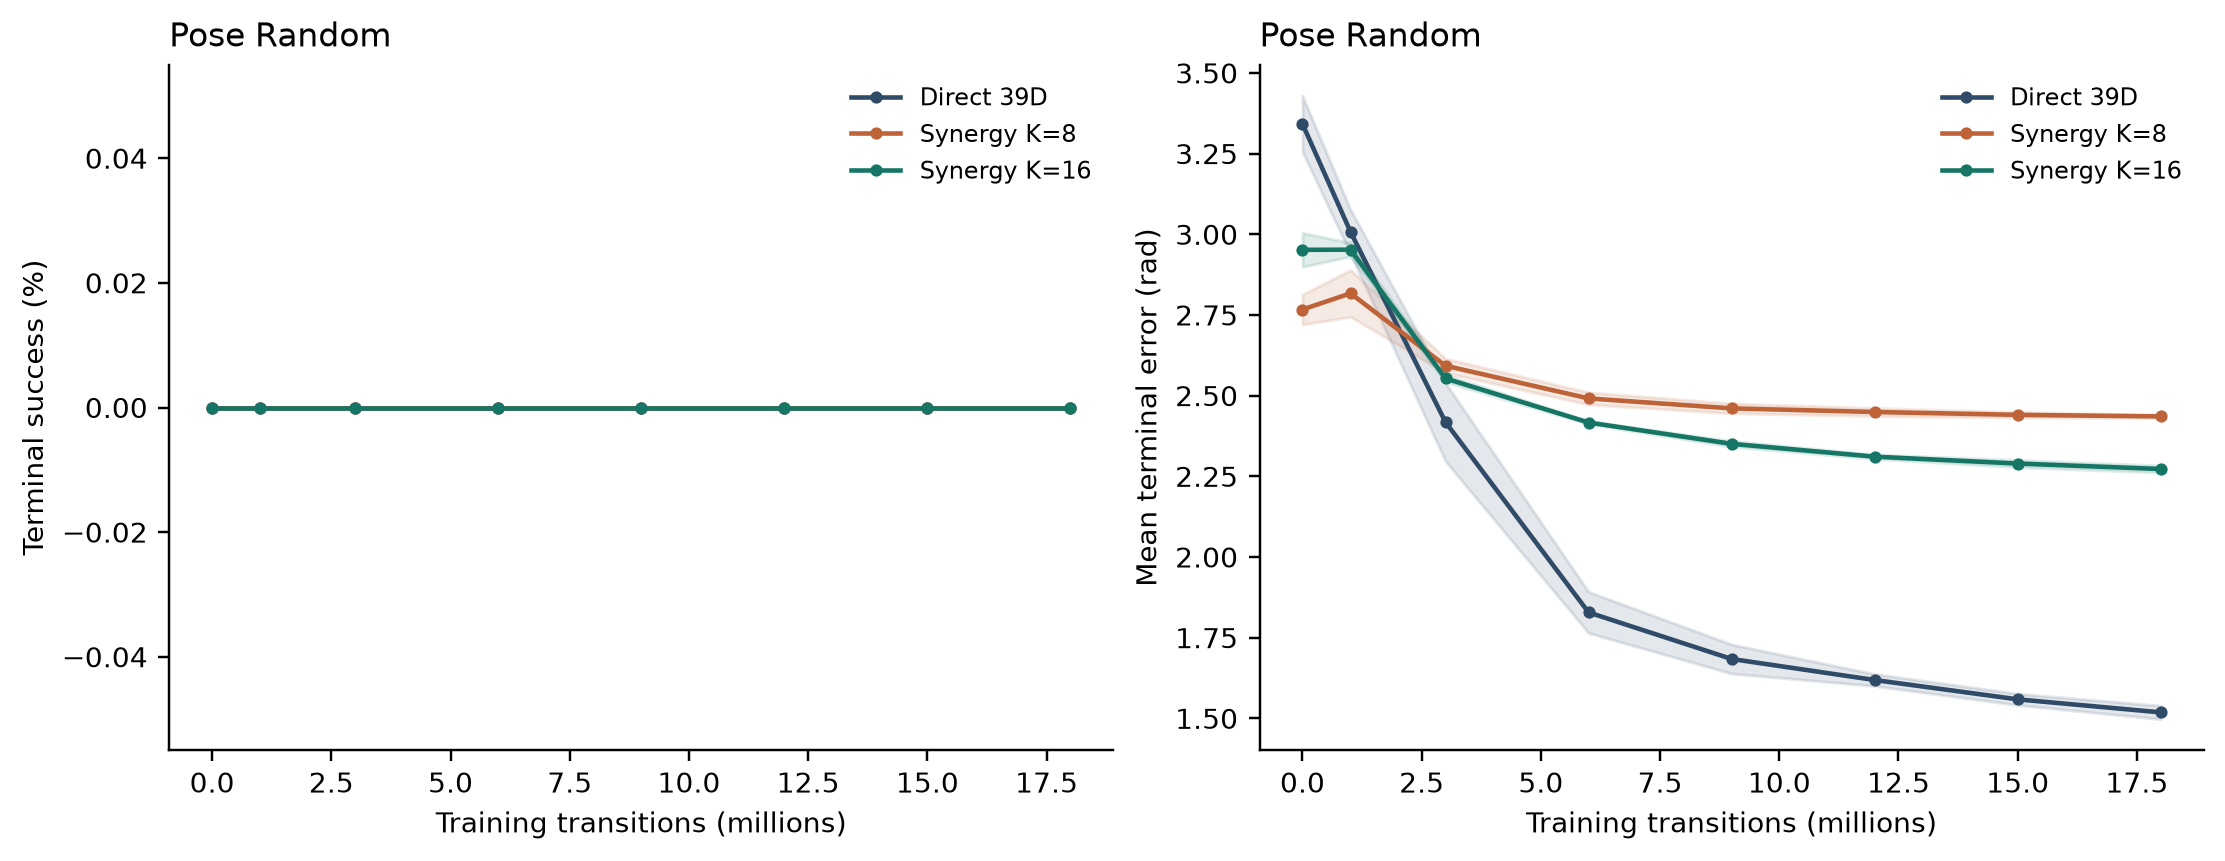 Pose Random
Direct 39D
Synergy K=8
Synergy K=16
0.04
0.02
0.00
−0.02
−0.04
Terminal success (%)
0.0 2.5 5.0 7.5 10.0 12.5 15.0 17.5
Training transitions (millions)
Pose Random
Direct 39D
Synergy K=8
Synergy K=16
3.50
3.25
3.00
2.75
2.50
2.25
2.00
1.75
1.50
Mean terminal error (rad)
0.0 2.5 5.0 7.5 10.0 12.5 15.0 17.5
Training transitions (millions)